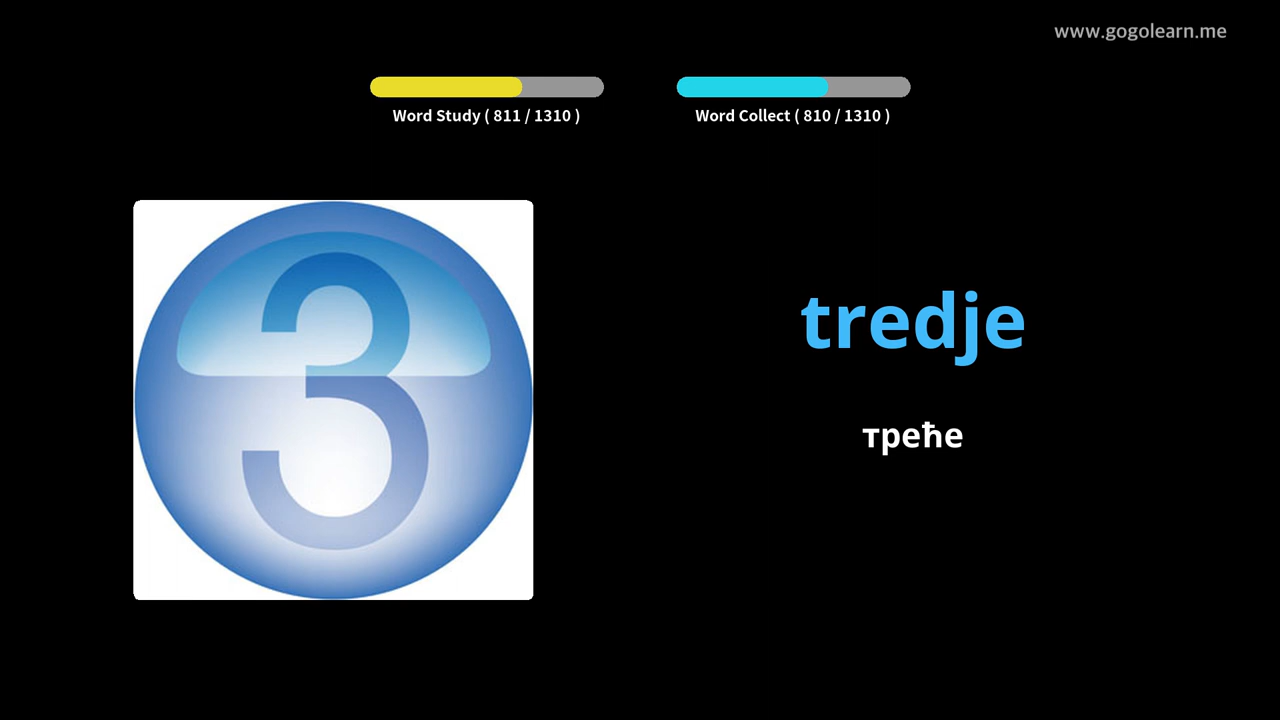 www.gogolearn.me
Word Study ( 811 / 1310 )
Word Collect ( 810 / 1310 )
3
tredje
треће